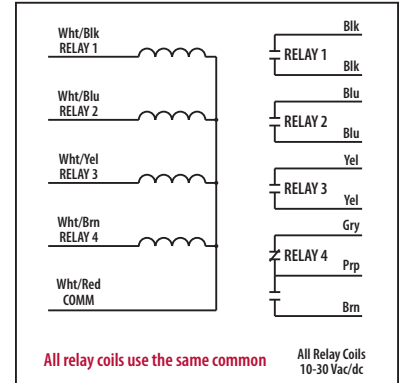 Wht/Blk
RELAY 1
Wht/Blu
RELAY 2
Wht/Yel
RELAY 3
Wht/Brn
RELAY 4
Wht/Red
COMM
Blk
RELAY 1
Blk
Blu
RELAY 2
Blu
Yel
RELAY 3
Yel
Gry
RELAY 4
Prp
Brn
All relay coils use the same common
All Relay Coils
10-30 Vac/dc